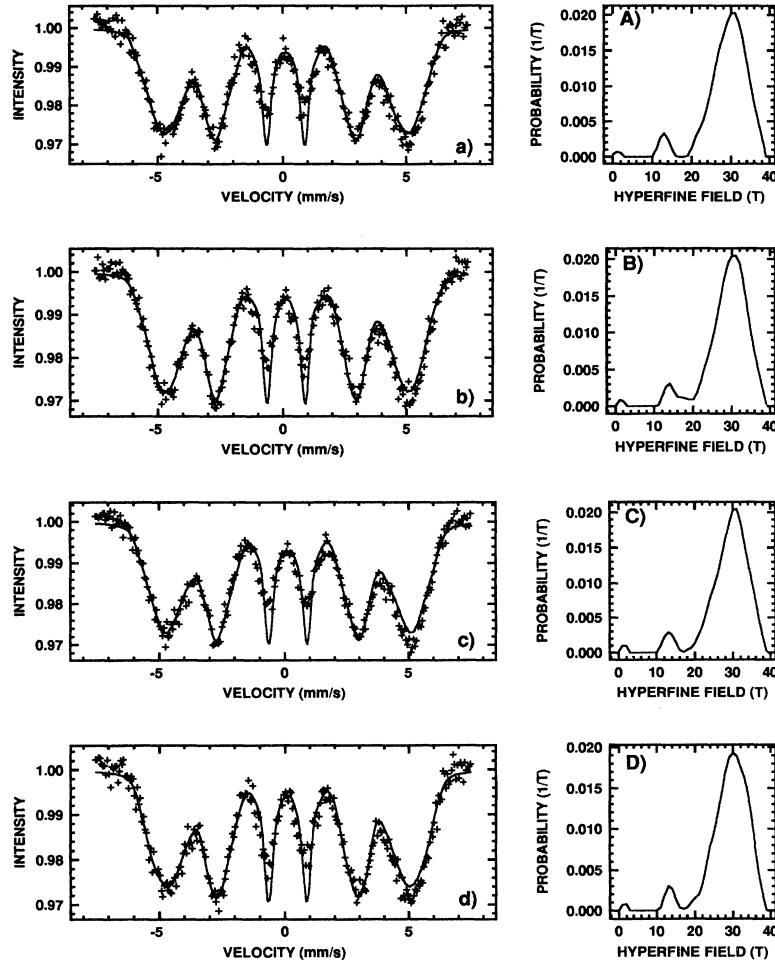 1.00
0.99
0.98
0.97
INTENSITY
-5
0
5
VELOCITY (mm/s)
a)
0.020
0.015
0.010
0.005
0.000
PROBABILITY (1/T)
0
10
20
30
40
HYPERFINE FIELD (T)
A)
1.00
0.99
0.98
0.97
INTENSITY
-5
0
5
VELOCITY (mm/s)
b)
0.020
0.015
0.010
0.005
0.000
PROBABILITY (1/T)
0
10
20
30
40
HYPERFINE FIELD (T)
B)
1.00
0.99
0.98
0.97
INTENSITY
-5
0
5
VELOCITY (mm/s)
c)
0.020
0.015
0.010
0.005
0.000
PROBABILITY (1/T)
0
10
20
30
40
HYPERFINE FIELD (T)
C)
1.00
0.99
0.98
0.97
INTENSITY
-5
0
5
VELOCITY (mm/s)
d)
0.020
0.015
0.010
0.005
0.000
PROBABILITY (1/T)
0
10
20
30
40
HYPERFINE FIELD (T)
D)